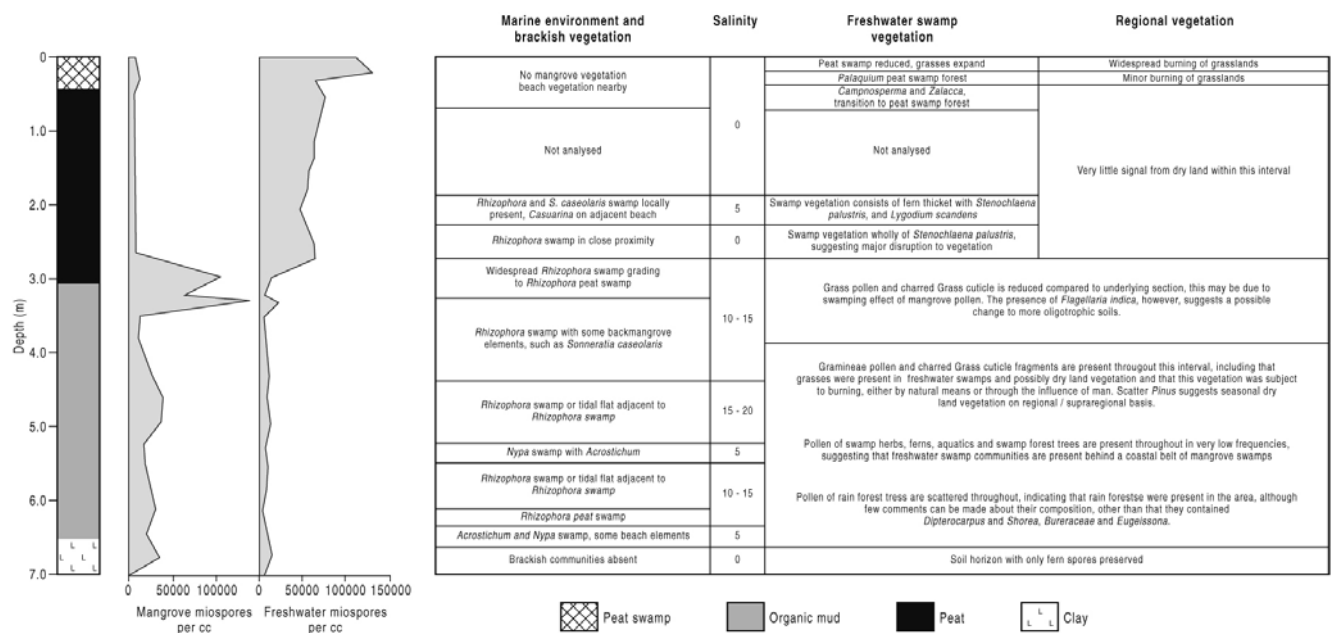 Marine environment and
brackish vegetation
Salinity
Freshwater swamp
vegetation
Regional vegetation
0
1.0
2.0
3.0
4.0
5.0
6.0
7.0
Depth (m)
0
50000
100000
Mangrove miospores
per cc
0
50000
100000
150000
Freshwater miospores
per cc
No mangrove vegetation
beach vegetation nearby
Not analysed
Rhizophora and S. caseolaris swamp locally
present, Casuarina on adjacent beach
Rhizophora swamp in close proximity
Widespread Rhizophora swamp grading
to Rhizophora peat swamp
Rhizophora swamp with some backmangrove
elements, such as Sonneratia caseolaris
Rhizophora swamp or tidal flat adjacent to
Rhizophora swamp
Nypa swamp with Acrostichum
Rhizophora swamp or tidal flat adjacent to
Rhizophora swamp
Rhizophora peat swamp
Acrostichum and Nypa swamp, some beach elements
Brackish communities absent
0
5
0
10 - 15
15 - 20
5
10 - 15
5
0
Peat swamp reduced, grasses expand
Palaquium peat swamp forest
Campnosperma and Zalacca,
transition to peat swamp forest
Not analysed
Swamp vegetation consists of fern thicket with Stenochlaena
palustris, and Lygodium scandens
Swamp vegetation wholly of Stenochlaena palustris,
suggesting major disruption to vegetation
Widespread burning of grasslands
Minor burning of grasslands
Very little signal from dry land within this interval
Grass pollen and charred Grass cuticle is reduced compared to underlying section, this may be due to
swamping effect of mangrove pollen. The presence of Flagellaria indica, however, suggests a possible
change to more oligotrophic soils.
Gramineae pollen and charred Grass cuticle fragments are present througout this interval, including that
grasses were present in freshwater swamps and possibly dry land vegetation and that this vegetation was subject
to burning, either by natural means or through the influence of man. Scatter Pinus suggests seasonal dry
land vegetation on regional / supraregional basis.
Pollen of swamp herbs, ferns, aquatics and swamp forest trees are present throughout in very low frequencies,
suggesting that freshwater swamp communities are present behind a coastal belt of mangrove swamps
Pollen of rain forest tress are scattered throughout, indicating that rain forestse were present in the area, although
few comments can be made about their composition, other than that they contained
Dipterocarpus and Shorea, Bureraceae and Eugeissona.
Soil horizon with only fern spores preserved
Peat swamp
Organic mud
Peat
L L L
Clay